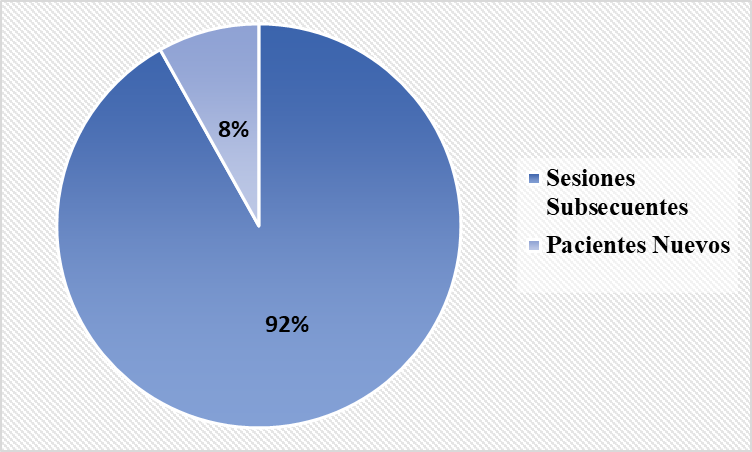 8%
92%
Sesiones
Subsecuentes
Pacientes Nuevos